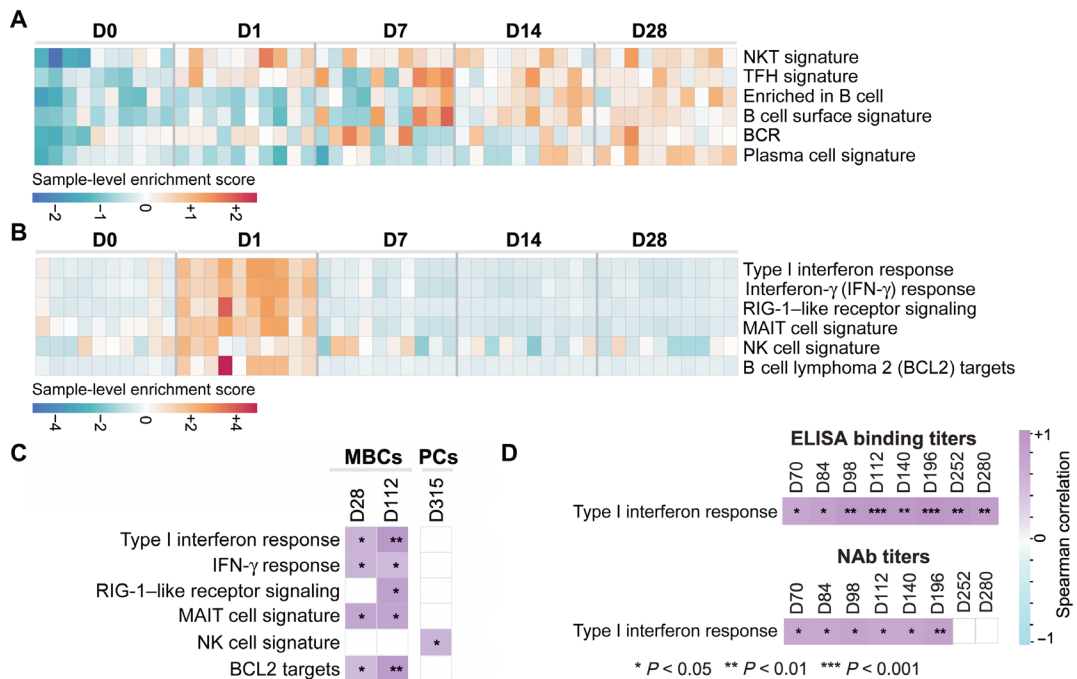 A
D0 D1 D7 D14 D28
NKT signature
TFH signature
Enriched in B cell
B cell surface signature
BCR
Plasma cell signature
Sample-level enrichment score
−2 −1 0 +1 +2
B
D0 D1 D7 D14 D28
Type I interferon response
Interferon-γ (IFN-γ) response
RIG-1–like receptor signaling
MAIT cell signature
NK cell signature
B cell lymphoma 2 (BCL2) targets
Sample-level enrichment score
−4 −2 0 +2 +4
C
MBCs PCs
D28 D112 D315
Type I interferon response * **
IFN-γ response * *
RIG-1–like receptor signaling *
MAIT cell signature * *
NK cell signature *
BCL2 targets * **
D
ELISA binding titers
D70 D84 D98 D112 D140 D196 D252 D280
Type I interferon response * * ** *** ** *** ** **
NAb titers
D70 D84 D98 D112 D140 D196 D252 D280
Type I interferon response * * * * * **
* P < 0.05 ** P < 0.01 *** P < 0.001
+1
0
−1
Spearman correlation